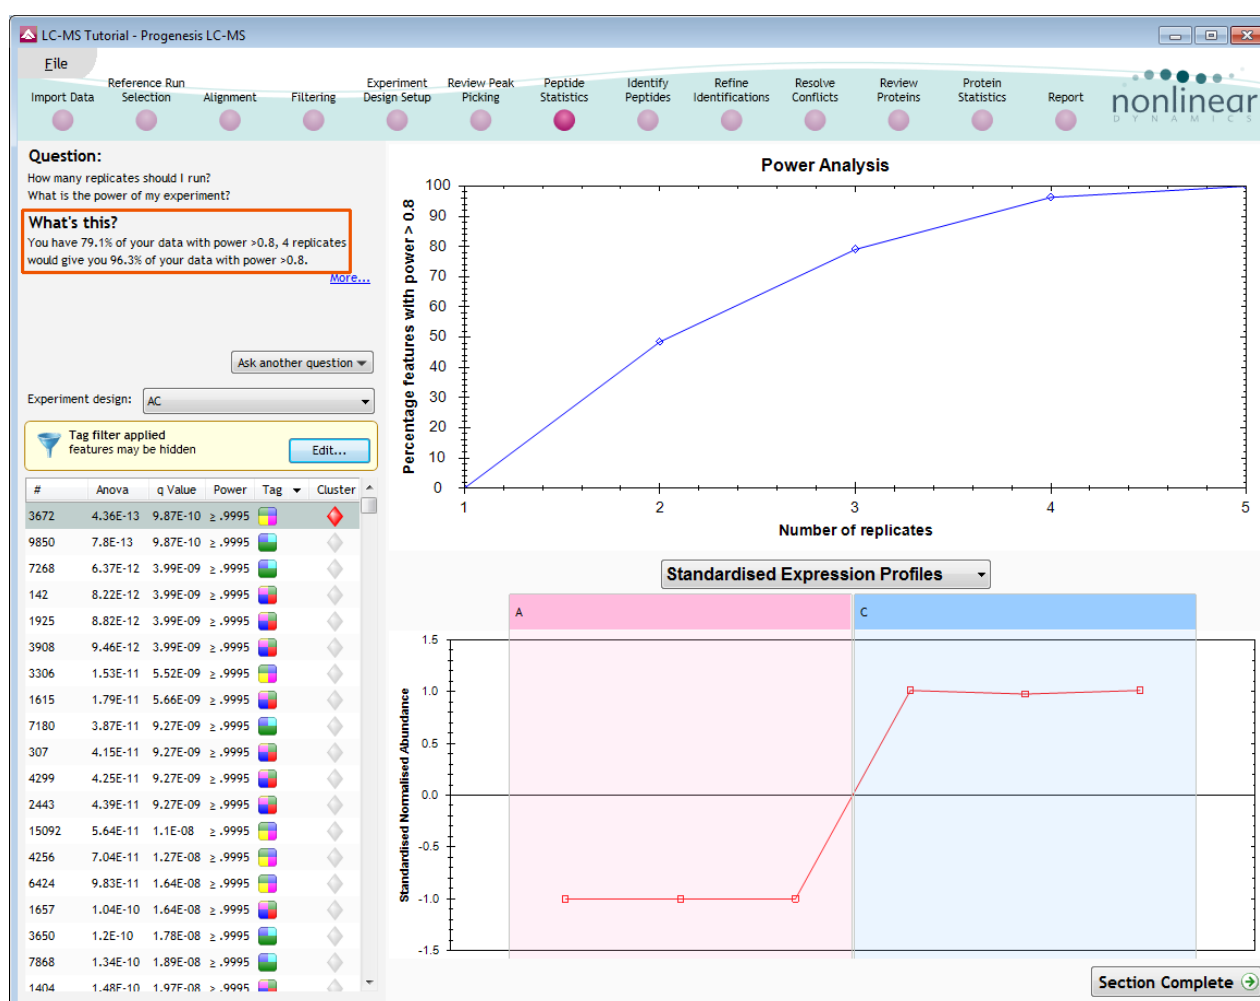 LC-MS Tutorial - Progenesis LC-MS
File
Import Data
Reference Run
Selection
Alignment
Filtering
Experiment
Design Setup
Review Peak
Picking
Peptide
Statistics
Identify
Peptides
Refine
Identifications
Resolve
Conflicts
Review
Proteins
Protein
Statistics
Report
nonlinear
DYNAMICS
Question:
How many replicates should I run?
What is the power of my experiment?
What's this?
You have 79.1% of your data with power >0.8, 4 replicates
would give you 96.3% of your data with power >0.8.
More...
Ask another question
Experiment design: AC
Tag filter applied
features may be hidden
Edit...
# Anova q Value Power Tag Cluster
3672 4.36E-13 9.87E-10 ≥ .9995
9850 7.8E-13 9.87E-10 ≥ .9995
7268 6.37E-12 3.99E-09 ≥ .9995
142 8.22E-12 3.99E-09 ≥ .9995
1925 8.82E-12 3.99E-09 ≥ .9995
3908 9.46E-12 3.99E-09 ≥ .9995
3306 1.53E-11 5.52E-09 ≥ .9995
1615 1.79E-11 5.66E-09 ≥ .9995
7180 3.87E-11 9.27E-09 ≥ .9995
307 4.15E-11 9.27E-09 ≥ .9995
4299 4.25E-11 9.27E-09 ≥ .9995
2443 4.39E-11 9.27E-09 ≥ .9995
15092 5.64E-11 1.1E-08 ≥ .9995
4256 7.04E-11 1.27E-08 ≥ .9995
6424 9.83E-11 1.64E-08 ≥ .9995
1657 1.04E-10 1.64E-08 ≥ .9995
3650 1.2E-10 1.78E-08 ≥ .9995
7868 1.34E-10 1.89E-08 ≥ .9995
1404 1.48E-10 1.97E-08 ≥ .9995
Power Analysis
Percentage features with power > 0.8
100
90
80
70
60
50
40
30
20
10
0
1 2 3 4 5
Number of replicates
Standardised Expression Profiles
A C
Standardised Normalised Abundance
1.5
1.0
0.5
0.0
-0.5
-1.0
-1.5
Section Complete